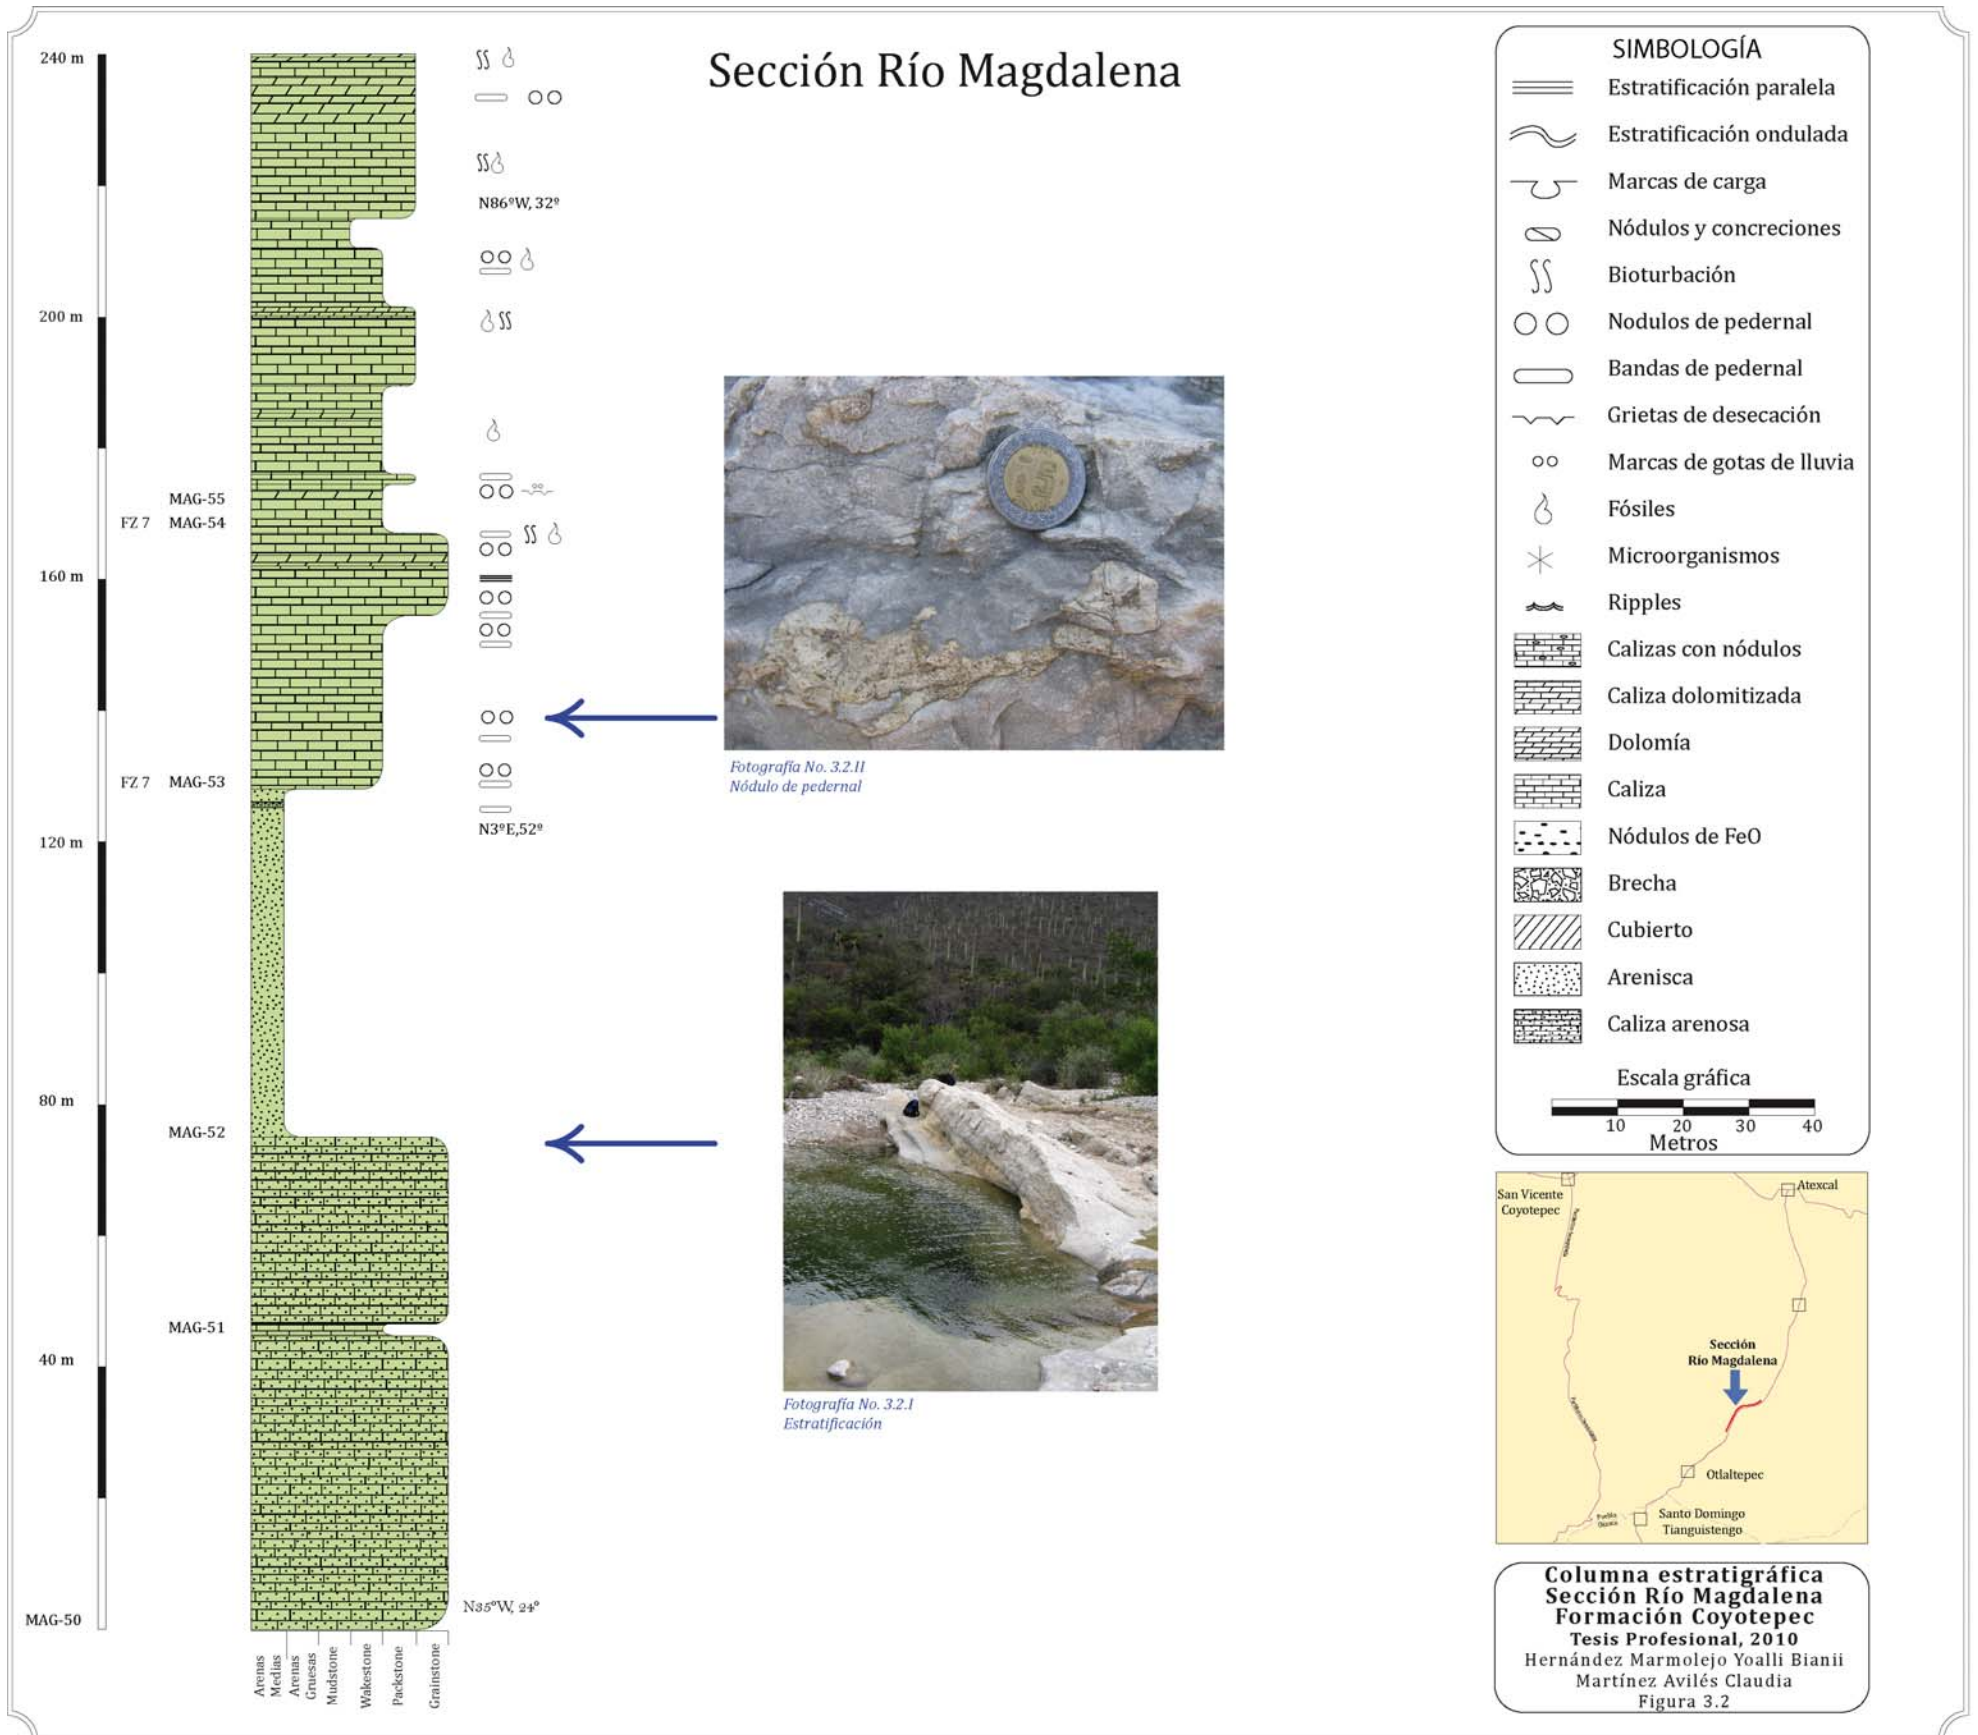 Sección Río Magdalena
240 m
200 m
160 m
120 m
80 m
40 m
MAG-55
FZ 7 MAG-54
FZ 7 MAG-53
MAG-52
MAG-51
MAG-50
N86ºW, 32º
N3ºE,52º
N35°W, 24°
Arenas
Medias
Arenas
Gruesas
Mudstone
Wakestone
Packstone
Grainstone
Fotografía No. 3.2.II
Nódulo de pedernal
Fotografía No. 3.2.I
Estratificación
SIMBOLOGÍA
Estratificación paralela
Estratificación ondulada
Marcas de carga
Nódulos y concreciones
Bioturbación
Nodulos de pedernal
Bandas de pedernal
Grietas de desecación
Marcas de gotas de lluvia
Fósiles
Microorganismos
Ripples
Calizas con nódulos
Caliza dolomitizada
Dolomía
Caliza
Nódulos de FeO
Brecha
Cubierto
Arenisca
Caliza arenosa
Escala gráfica
10 20 30 40
Metros
San Vicente
Coyotepec
Atexcal
Sección
Río Magdalena
Otlaltepec
Santo Domingo
Tianguistengo
Puebla
Oaxaca
Columna estratigráfica
Sección Río Magdalena
Formación Coyotepec
Tesis Profesional, 2010
Hernández Marmolejo Yoalli Bianii
Martínez Avilés Claudia
Figura 3.2